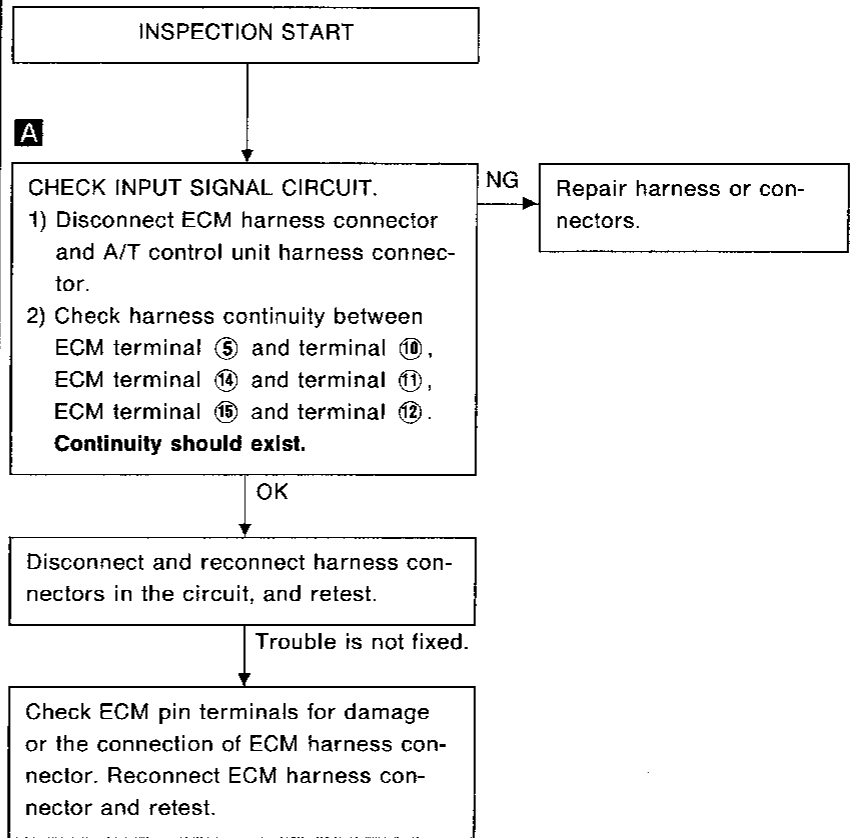 INSPECTION START
A
CHECK INPUT SIGNAL CIRCUIT.
1) Disconnect ECM harness connector
and A/T control unit harness connec-
tor.
2) Check harness continuity between
ECM terminal ⑤ and terminal ⑩,
ECM terminal ⑭ and terminal ⑪,
ECM terminal ⑮ and terminal ⑫.
Continuity should exist.
NG
Repair harness or con-
nectors.
OK
Disconnect and reconnect harness con-
nectors in the circuit, and retest.
Trouble is not fixed.
Check ECM pin terminals for damage
or the connection of ECM harness con-
nector. Reconnect ECM harness con-
nector and retest.